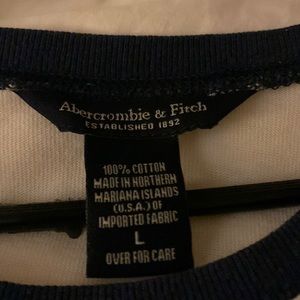 Abercrombie & Fitch
ESTABLISHED 1892
100% COTTON
MADE IN NORTHERN
MARIANA ISLANDS
(U.S.A.) OF
IMPORTED FABRIC
L
OVER FOR CARE